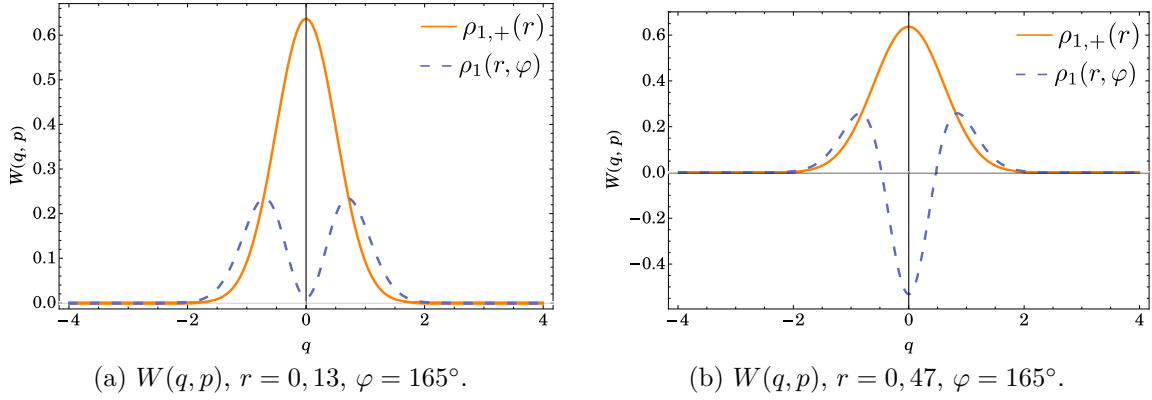 ρ₁,₊(r)
ρ₁(r, φ)
W(q, p)
0.6
0.4
0.3
0.2
0.1
0.0
-4
-2
0
2
4
q
(a) W(q, p), r = 0, 13, φ = 165°.
ρ₁,₊(r)
ρ₁(r, φ)
W(q, p)
0.6
0.4
0.2
0.0
-0.2
-0.4
-4
-2
0
2
4
q
(b) W(q, p), r = 0, 47, φ = 165°.